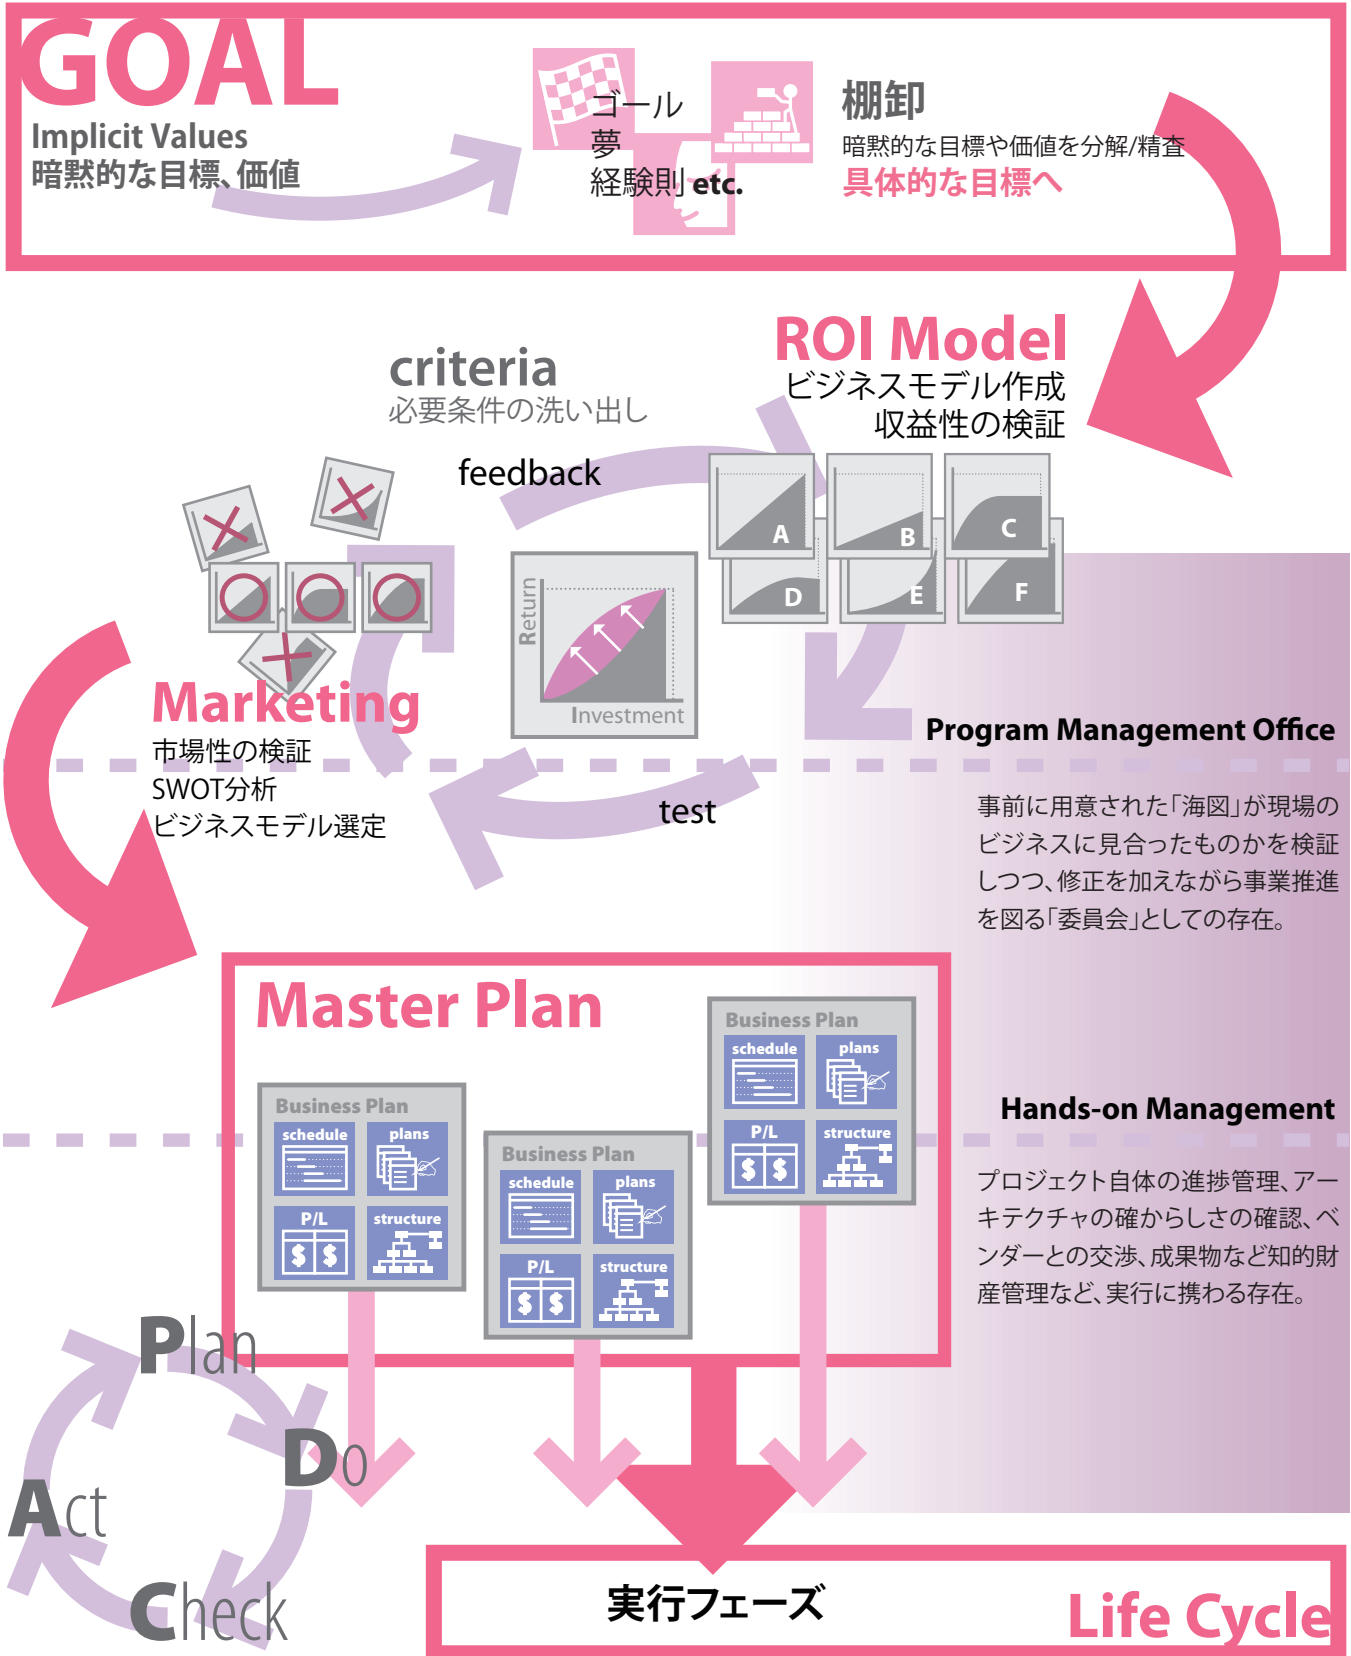 GOAL
Implicit Values
暗黙的な目標、価値
ゴール
夢
経験則 etc.
棚卸
暗黙的な目標や価値を分解/精査
具体的な目標へ
ROI Model
ビジネスモデル作成
収益性の検証
criteria
必要条件の洗い出し
feedback
A
B
C
D
E
F
Return
Investment
Marketing
市場性の検証
SWOT分析
ビジネスモデル選定
test
Program Management Office
事前に用意された「海図」が現場の
ビジネスに見合ったものかを検証
しつつ、修正を加えながら事業推進
を図る「委員会」としての存在。
Master Plan
Business Plan
schedule
plans
P/L
structure
$ $
Business Plan
schedule
plans
P/L
structure
$ $
Business Plan
schedule
plans
P/L
structure
$ $
Hands-on Management
プロジェクト自体の進捗管理、アー
キテクチャの確からしさの確認、ベ
ンダーとの交渉、成果物など知的財
産管理など、実行に携わる存在。
Plan
Do
Check
Act
実行フェーズ
Life Cycle